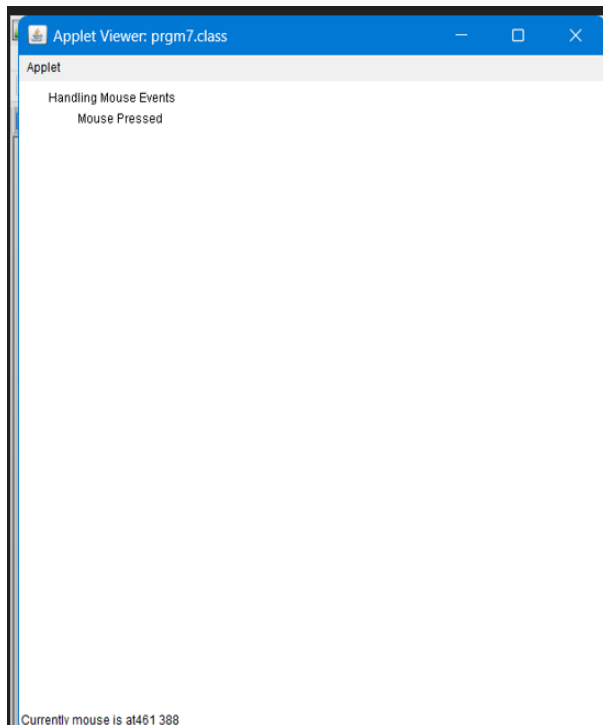 Applet Viewer: prgm7.class
Applet
Handling Mouse Events
Mouse Pressed
Currently mouse is at461 388